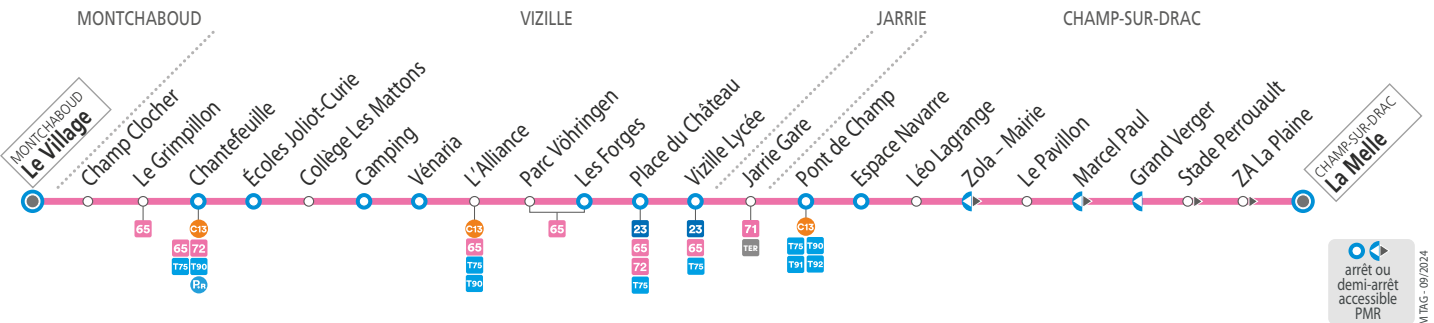 MONTCHABOUD
VIZILLE
JARRIE
CHAMP-SUR-DRAC
MONTCHABOUD
Le Village
Champ Clocher
Le Grimpillon
Chantefeuille
Écoles Joliot-Curie
Collège Les Mattons
Camping
Vénaria
L'Alliance
Parc Vöhringen
Les Forges
Place du Château
Vizille Lycée
Jarrie Gare
Pont de Champ
Espace Navarre
Léo Lagrange
Zola – Mairie
Le Pavillon
Marcel Paul
Grand Verger
Stade Perrouault
ZA La Plaine
CHAMP-SUR-DRAC
La Melle
65
C13
65 72
T75 T90
P+R
C13
65
T75
T90
65
23
65
72
T75
23
65
T75
71
TER
C13
T75 T90
T91 T92
arrêt ou
demi-arrêt
accessible
PMR
M TAG - 09/2024